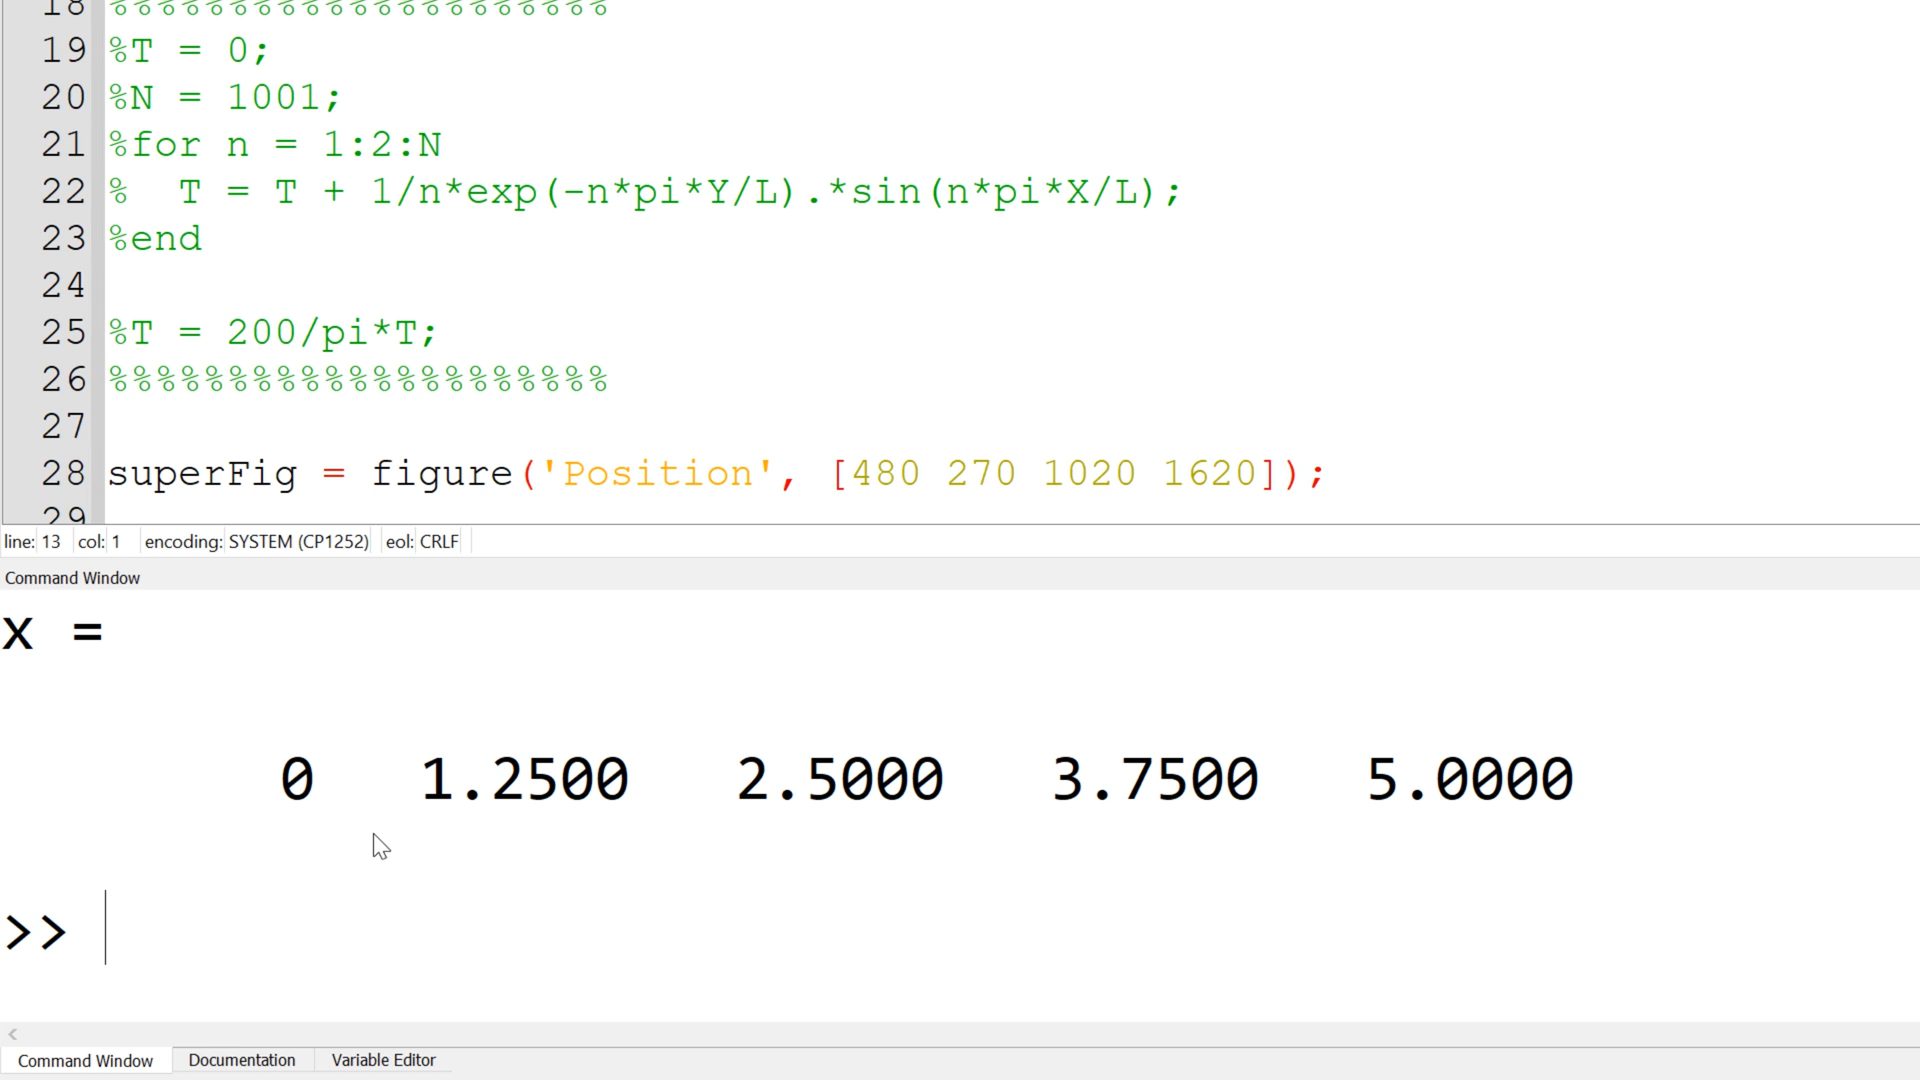 18 %%%%%%%%%%%%%%%%%%%%%
19 %T = 0;
20 %N = 1001;
21 %for n = 1:2:N
22 %  T = T + 1/n*exp(-n*pi*Y/L).*sin(n*pi*X/L);
23 %end
24
25 %T = 200/pi*T;
26 %%%%%%%%%%%%%%%%%%%%%
27
28 superFig = figure('Position', [480 270 1020 1620]);
29
line: 13 col: 1 encoding: SYSTEM (CP1252) eol: CRLF
Command Window
x =
0 1.2500 2.5000 3.7500 5.0000
>>
Command Window Documentation Variable Editor